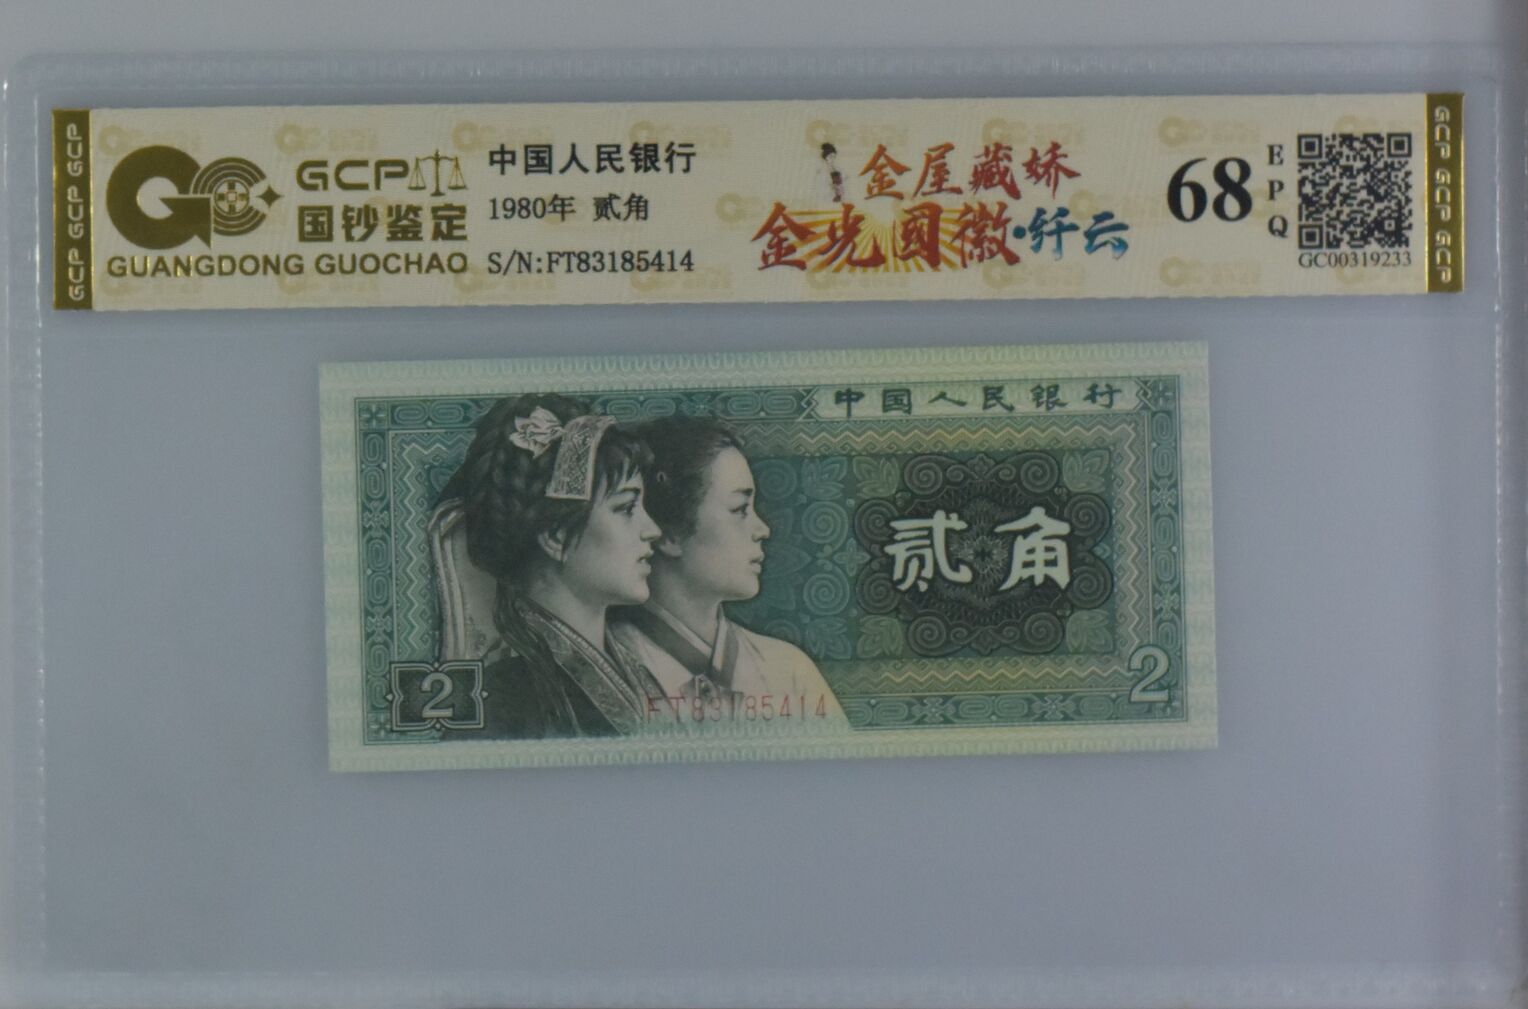 GCP GCP GCP
GCP
国钞鉴定
GUANGDONG GUOCHAO
中国人民银行
1980年 贰角
S/N:FT83185414
金屋藏娇
金光國徽·纤云
68
EPQ
GC00319233
GCP GCP GCP
中国人民银行
贰角
2
2
FT83185414